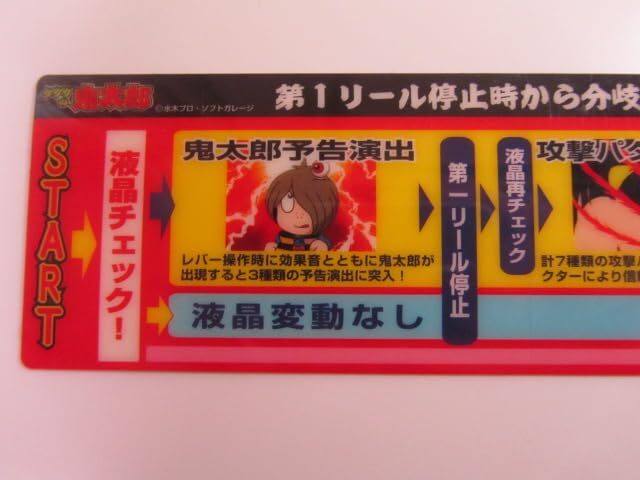 ゲゲゲの鬼太郎
©水木プロ・ソフトガレージ
第1リール停止時から分岐
START
液晶チェック!
鬼太郎予告演出
レバー操作時に効果音とともに鬼太郎が
出現すると3種類の予告演出に突入!
第一リール停止
液晶再チェック
攻撃パタ
計7種類の攻撃
クターにより信
液晶変動なし